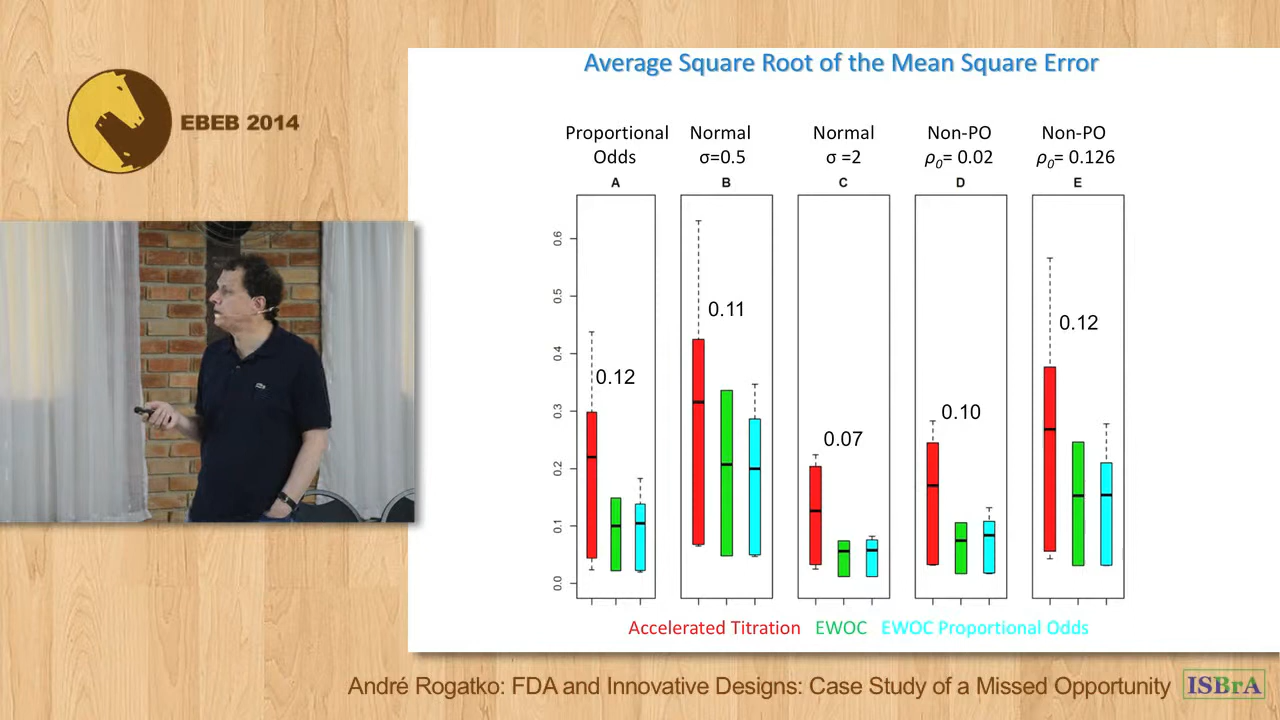 EBEB 2014
Average Square Root of the Mean Square Error
Proportional Odds
Normal σ=0.5
Normal σ =2
Non-PO ρ0= 0.02
Non-PO ρ0= 0.126
A B C D E
0.6
0.5
0.4
0.3
0.2
0.1
0.0
0.12
0.11
0.07
0.10
0.12
Accelerated Titration EWOC EWOC Proportional Odds
André Rogatko: FDA and Innovative Designs: Case Study of a Missed Opportunity
ISBrA